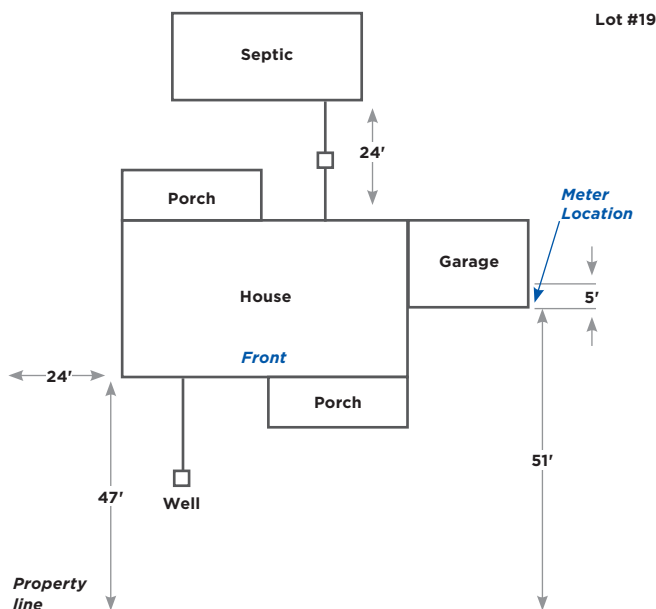 Lot #19
Septic
24'
Porch
Meter
Location
Garage
House
5'
Front
24'
Porch
51'
47'
Well
Property
line